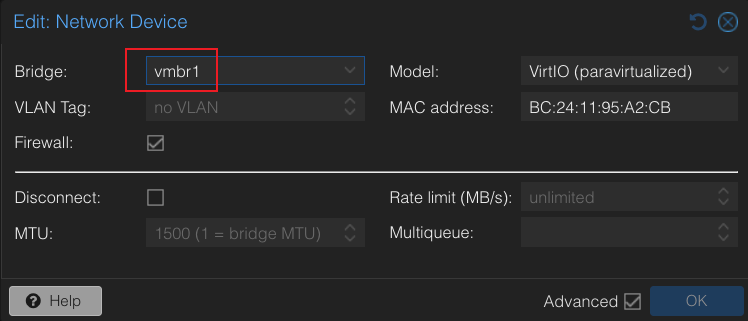 Edit: Network Device
Bridge: vmbr1 Model: VirtIO (paravirtualized)
VLAN Tag: no VLAN MAC address: BC:24:11:95:A2:CB
Firewall:
Disconnect: Rate limit (MB/s): unlimited
MTU: 1500 (1 = bridge MTU) Multiqueue:
? Help Advanced OK